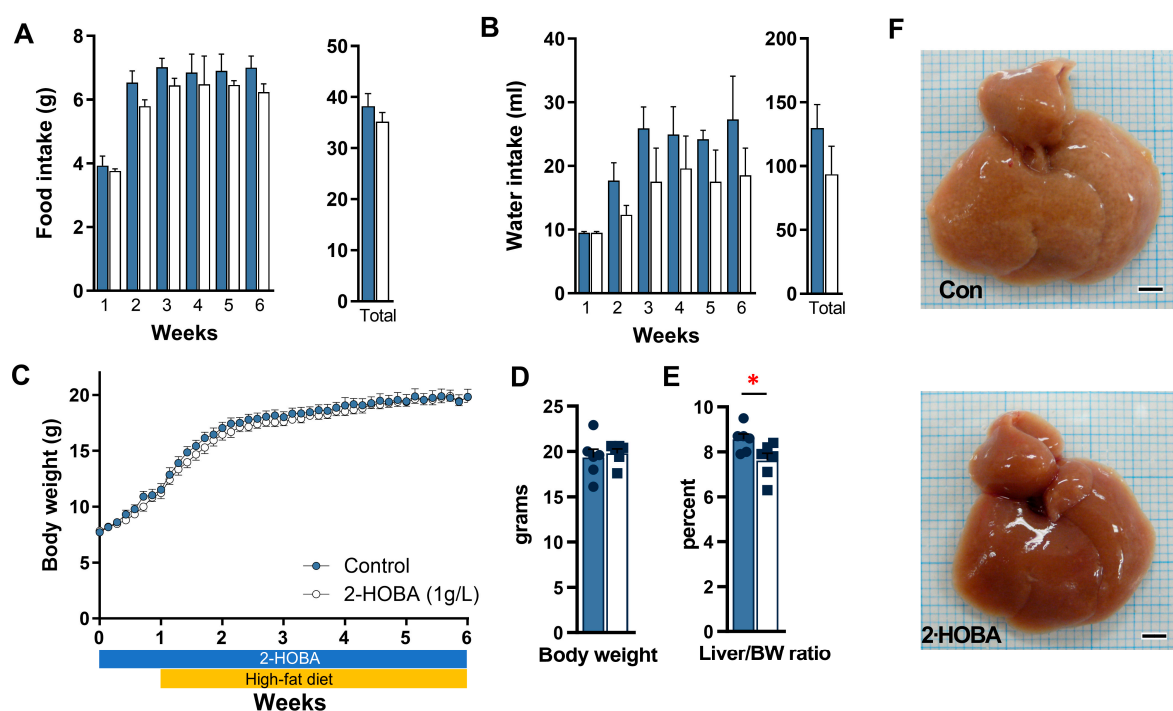 A
Food intake (g)
8
6
4
2
0
1 2 3 4 5 6
Weeks
50
40
30
20
10
0
Total
B
Water intake (ml)
40
30
20
10
0
1 2 3 4 5 6
Weeks
200
150
100
50
0
Total
F
Con
2·HOBA
C
Body weight (g)
20
15
10
5
0
Control
2-HOBA (1g/L)
0 1 2 3 4 5 6
2-HOBA
High-fat diet
Weeks
D
grams
25
20
15
10
5
0
Body weight
E
percent
*
10
8
6
4
2
0
Liver/BW ratio